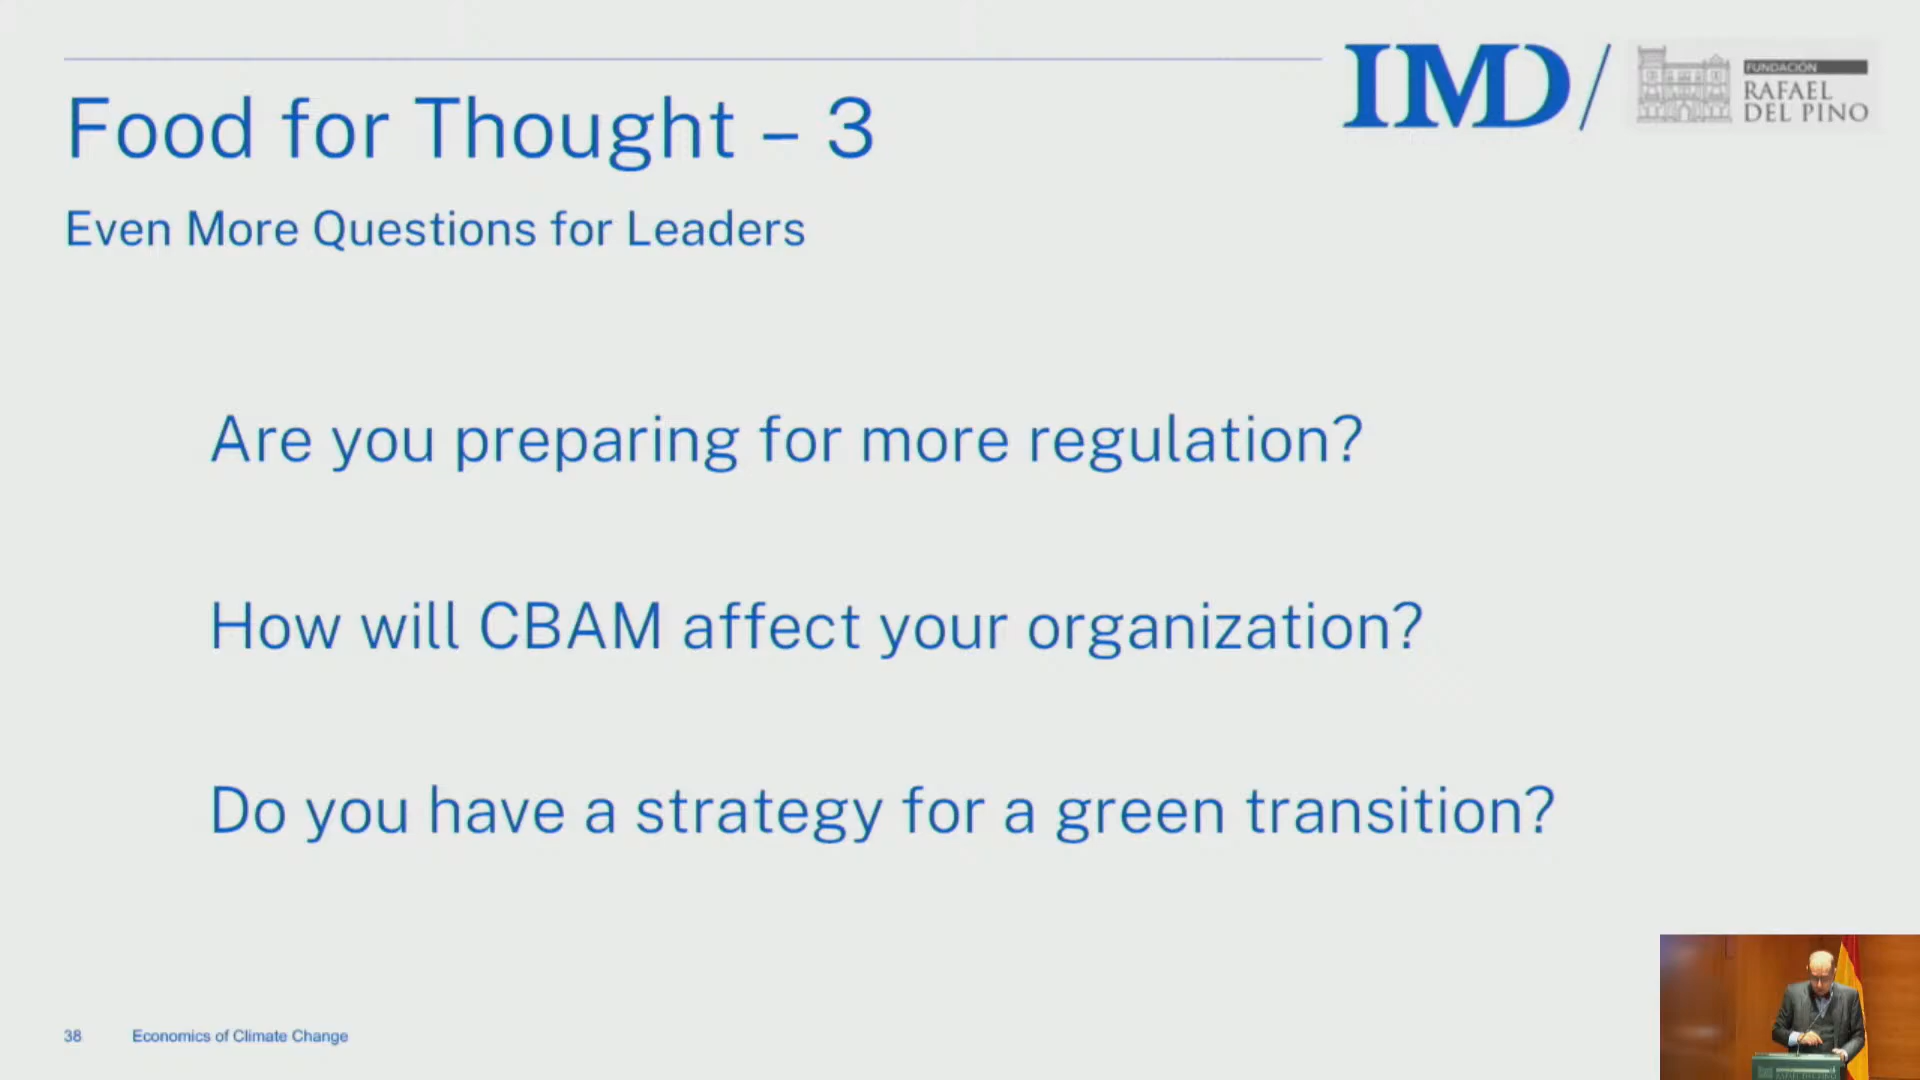 IMD
FUNDACIÓN
RAFAEL
DEL PINO
Food for Thought – 3
Even More Questions for Leaders
Are you preparing for more regulation?
How will CBAM affect your organization?
Do you have a strategy for a green transition?
38 Economics of Climate Change